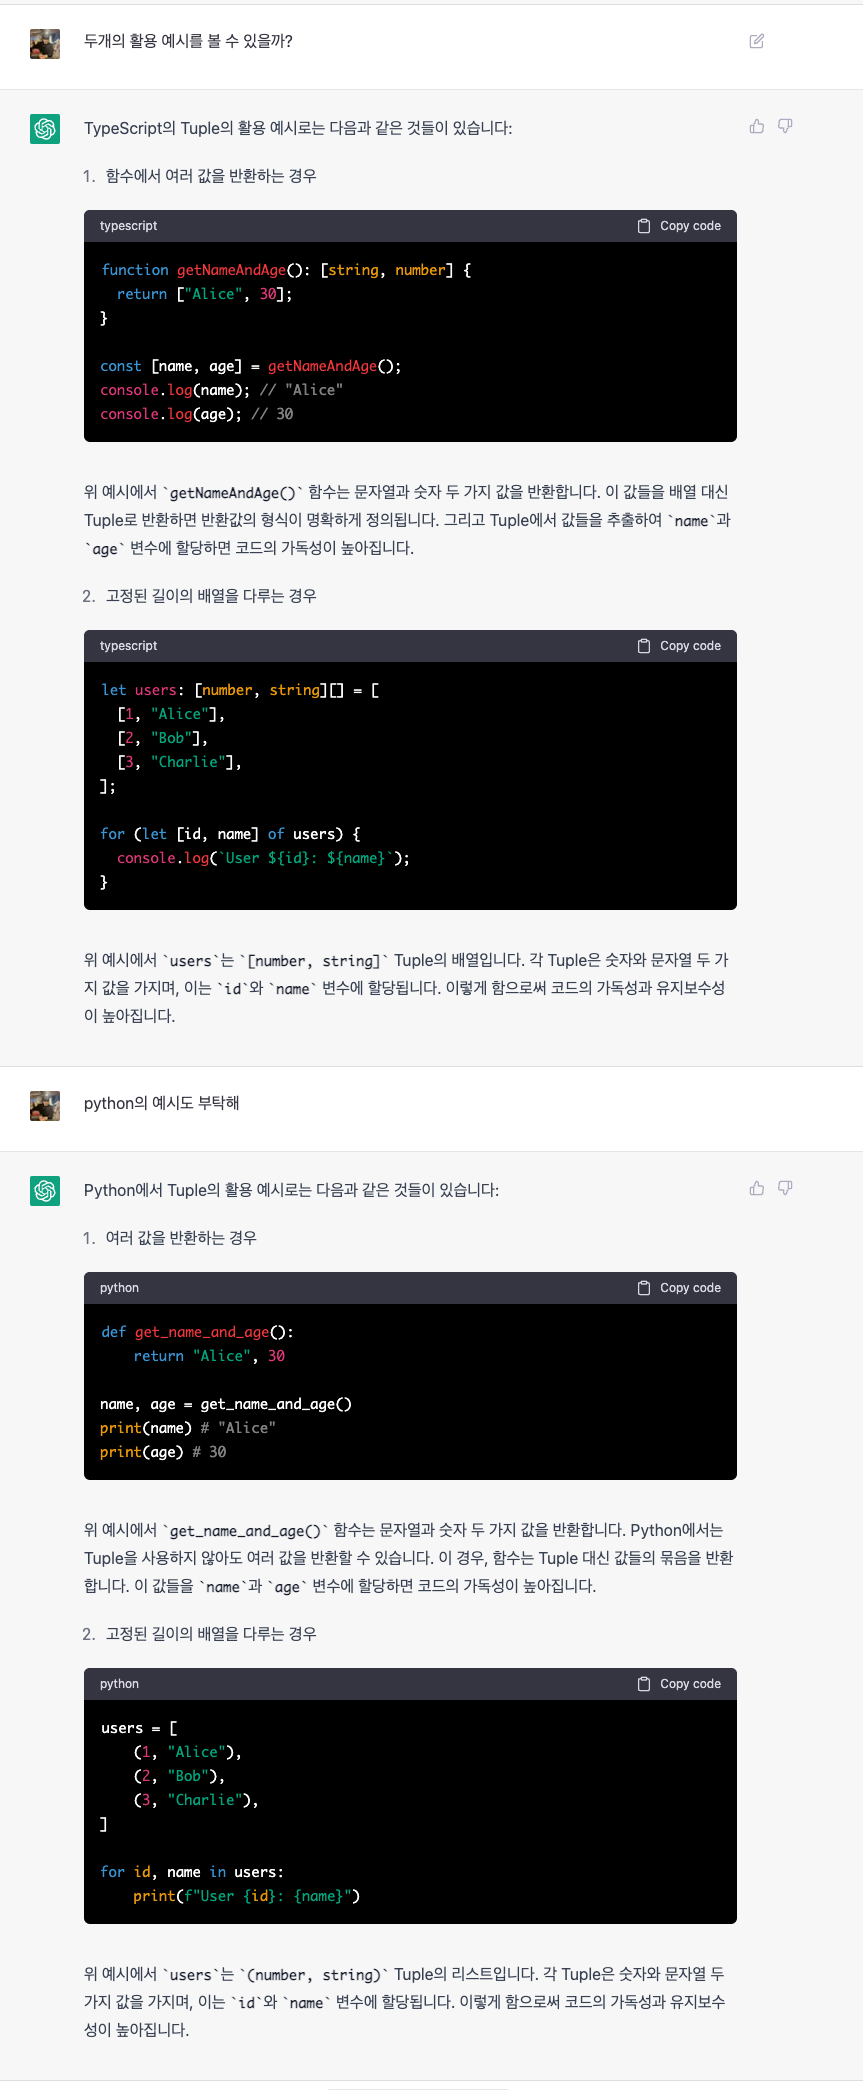 두개의 활용 예시를 볼 수 있을까?
TypeScript의 Tuple의 활용 예시로는 다음과 같은 것들이 있습니다:
1. 함수에서 여러 값을 반환하는 경우
typescript Copy code
function getNameAndAge(): [string, number] {
  return ["Alice", 30];
}

const [name, age] = getNameAndAge();
console.log(name); // "Alice"
console.log(age); // 30
위 예시에서 `getNameAndAge()` 함수는 문자열과 숫자 두 가지 값을 반환합니다. 이 값들을 배열 대신
Tuple로 반환하면 반환값의 형식이 명확하게 정의됩니다. 그리고 Tuple에서 값들을 추출하여 `name`과
`age` 변수에 할당하면 코드의 가독성이 높아집니다.
2. 고정된 길이의 배열을 다루는 경우
typescript Copy code
let users: [number, string][] = [
  [1, "Alice"],
  [2, "Bob"],
  [3, "Charlie"],
];

for (let [id, name] of users) {
  console.log(`User ${id}: ${name}`);
}
위 예시에서 `users`는 `[number, string]` Tuple의 배열입니다. 각 Tuple은 숫자와 문자열 두 가
지 값을 가지며, 이는 `id`와 `name` 변수에 할당됩니다. 이렇게 함으로써 코드의 가독성과 유지보수성
이 높아집니다.
python의 예시도 부탁해
Python에서 Tuple의 활용 예시로는 다음과 같은 것들이 있습니다:
1. 여러 값을 반환하는 경우
python Copy code
def get_name_and_age():
    return "Alice", 30

name, age = get_name_and_age()
print(name) # "Alice"
print(age) # 30
위 예시에서 `get_name_and_age()` 함수는 문자열과 숫자 두 가지 값을 반환합니다. Python에서는
Tuple을 사용하지 않아도 여러 값을 반환할 수 있습니다. 이 경우, 함수는 Tuple 대신 값들의 묶음을 반환
합니다. 이 값들을 `name`과 `age` 변수에 할당하면 코드의 가독성이 높아집니다.
2. 고정된 길이의 배열을 다루는 경우
python Copy code
users = [
    (1, "Alice"),
    (2, "Bob"),
    (3, "Charlie"),
]

for id, name in users:
    print(f"User {id}: {name}")
위 예시에서 `users`는 `(number, string)` Tuple의 리스트입니다. 각 Tuple은 숫자와 문자열 두
가지 값을 가지며, 이는 `id`와 `name` 변수에 할당됩니다. 이렇게 함으로써 코드의 가독성과 유지보수
성이 높아집니다.